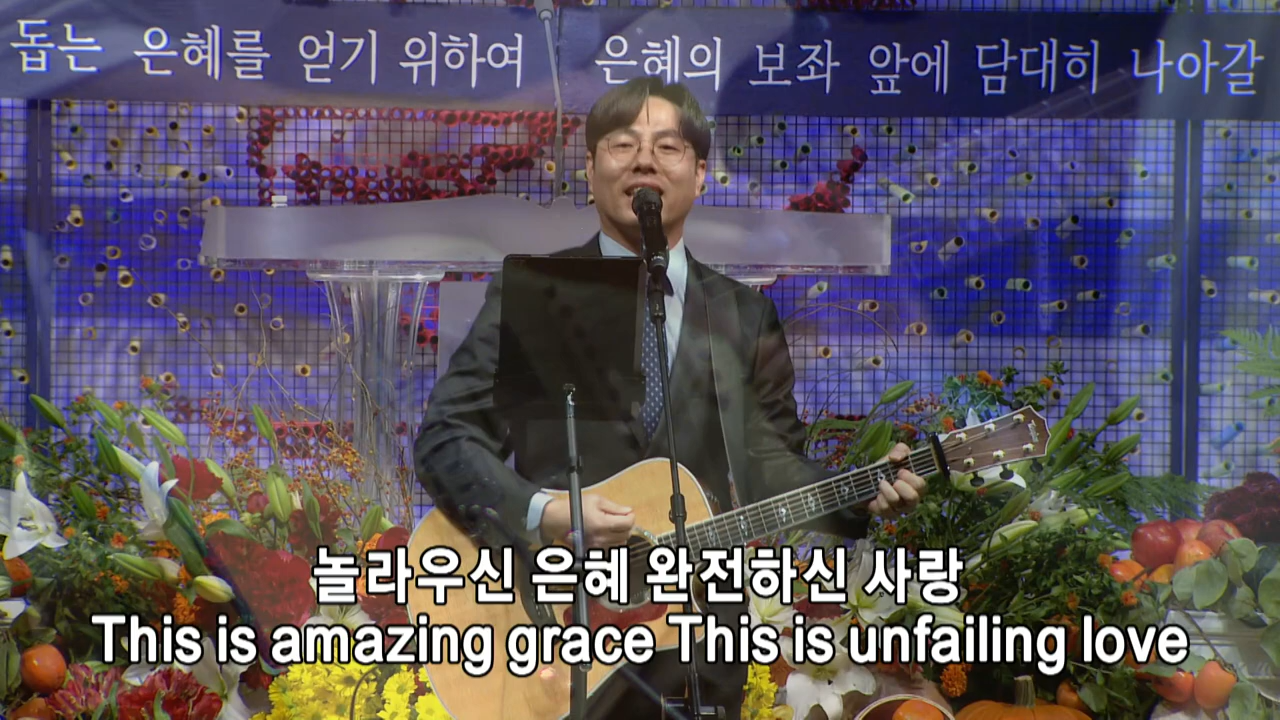 돕는 은혜를 얻기 위하여 은혜의 보좌 앞에 담대히 나아갈
놀라우신 은혜 완전하신 사랑
This is amazing grace This is unfailing love